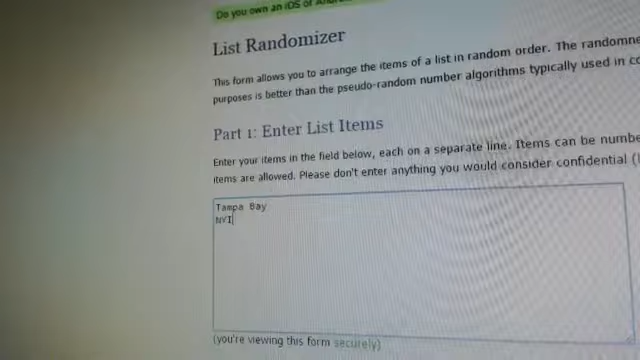 Do you own an iOS or
List Randomizer
This form allows you to arrange the items of a list in random order. The
purposes is better than the pseudo-random number algorithms typically used in
Part 1: Enter List Items
Enter your items in the field below, each on a separate line. Items can be
items are allowed. Please don't enter anything you would consider confidential
Tampa Bay
NYI
(you're viewing this form securely)